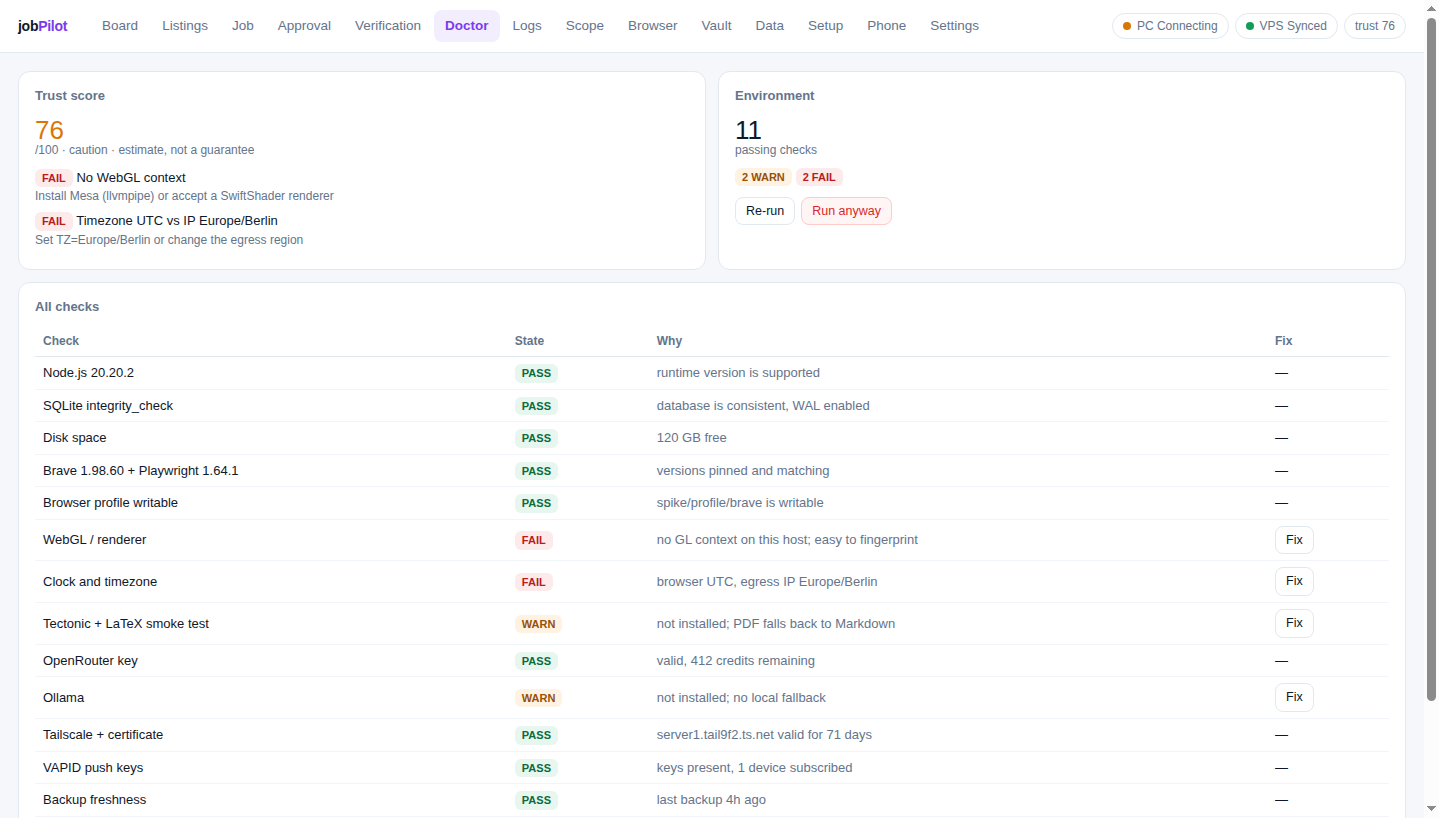 jobPilot Board Listings Job Approval Verification Doctor Logs Scope Browser Vault Data Setup Phone Settings PC Connecting VPS Synced trust 76
Trust score
76
/100 · caution · estimate, not a guarantee
FAIL No WebGL context
Install Mesa (llvmpipe) or accept a SwiftShader renderer
FAIL Timezone UTC vs IP Europe/Berlin
Set TZ=Europe/Berlin or change the egress region
Environment
11
passing checks
2 WARN 2 FAIL
Re-run Run anyway
All checks
Check State Why Fix
Node.js 20.20.2 PASS runtime version is supported —
SQLite integrity_check PASS database is consistent, WAL enabled —
Disk space PASS 120 GB free —
Brave 1.98.60 + Playwright 1.64.1 PASS versions pinned and matching —
Browser profile writable PASS spike/profile/brave is writable —
WebGL / renderer FAIL no GL context on this host; easy to fingerprint Fix
Clock and timezone FAIL browser UTC, egress IP Europe/Berlin Fix
Tectonic + LaTeX smoke test WARN not installed; PDF falls back to Markdown Fix
OpenRouter key PASS valid, 412 credits remaining —
Ollama WARN not installed; no local fallback Fix
Tailscale + certificate PASS server1.tail9f2.ts.net valid for 71 days —
VAPID push keys PASS keys present, 1 device subscribed —
Backup freshness PASS last backup 4h ago —